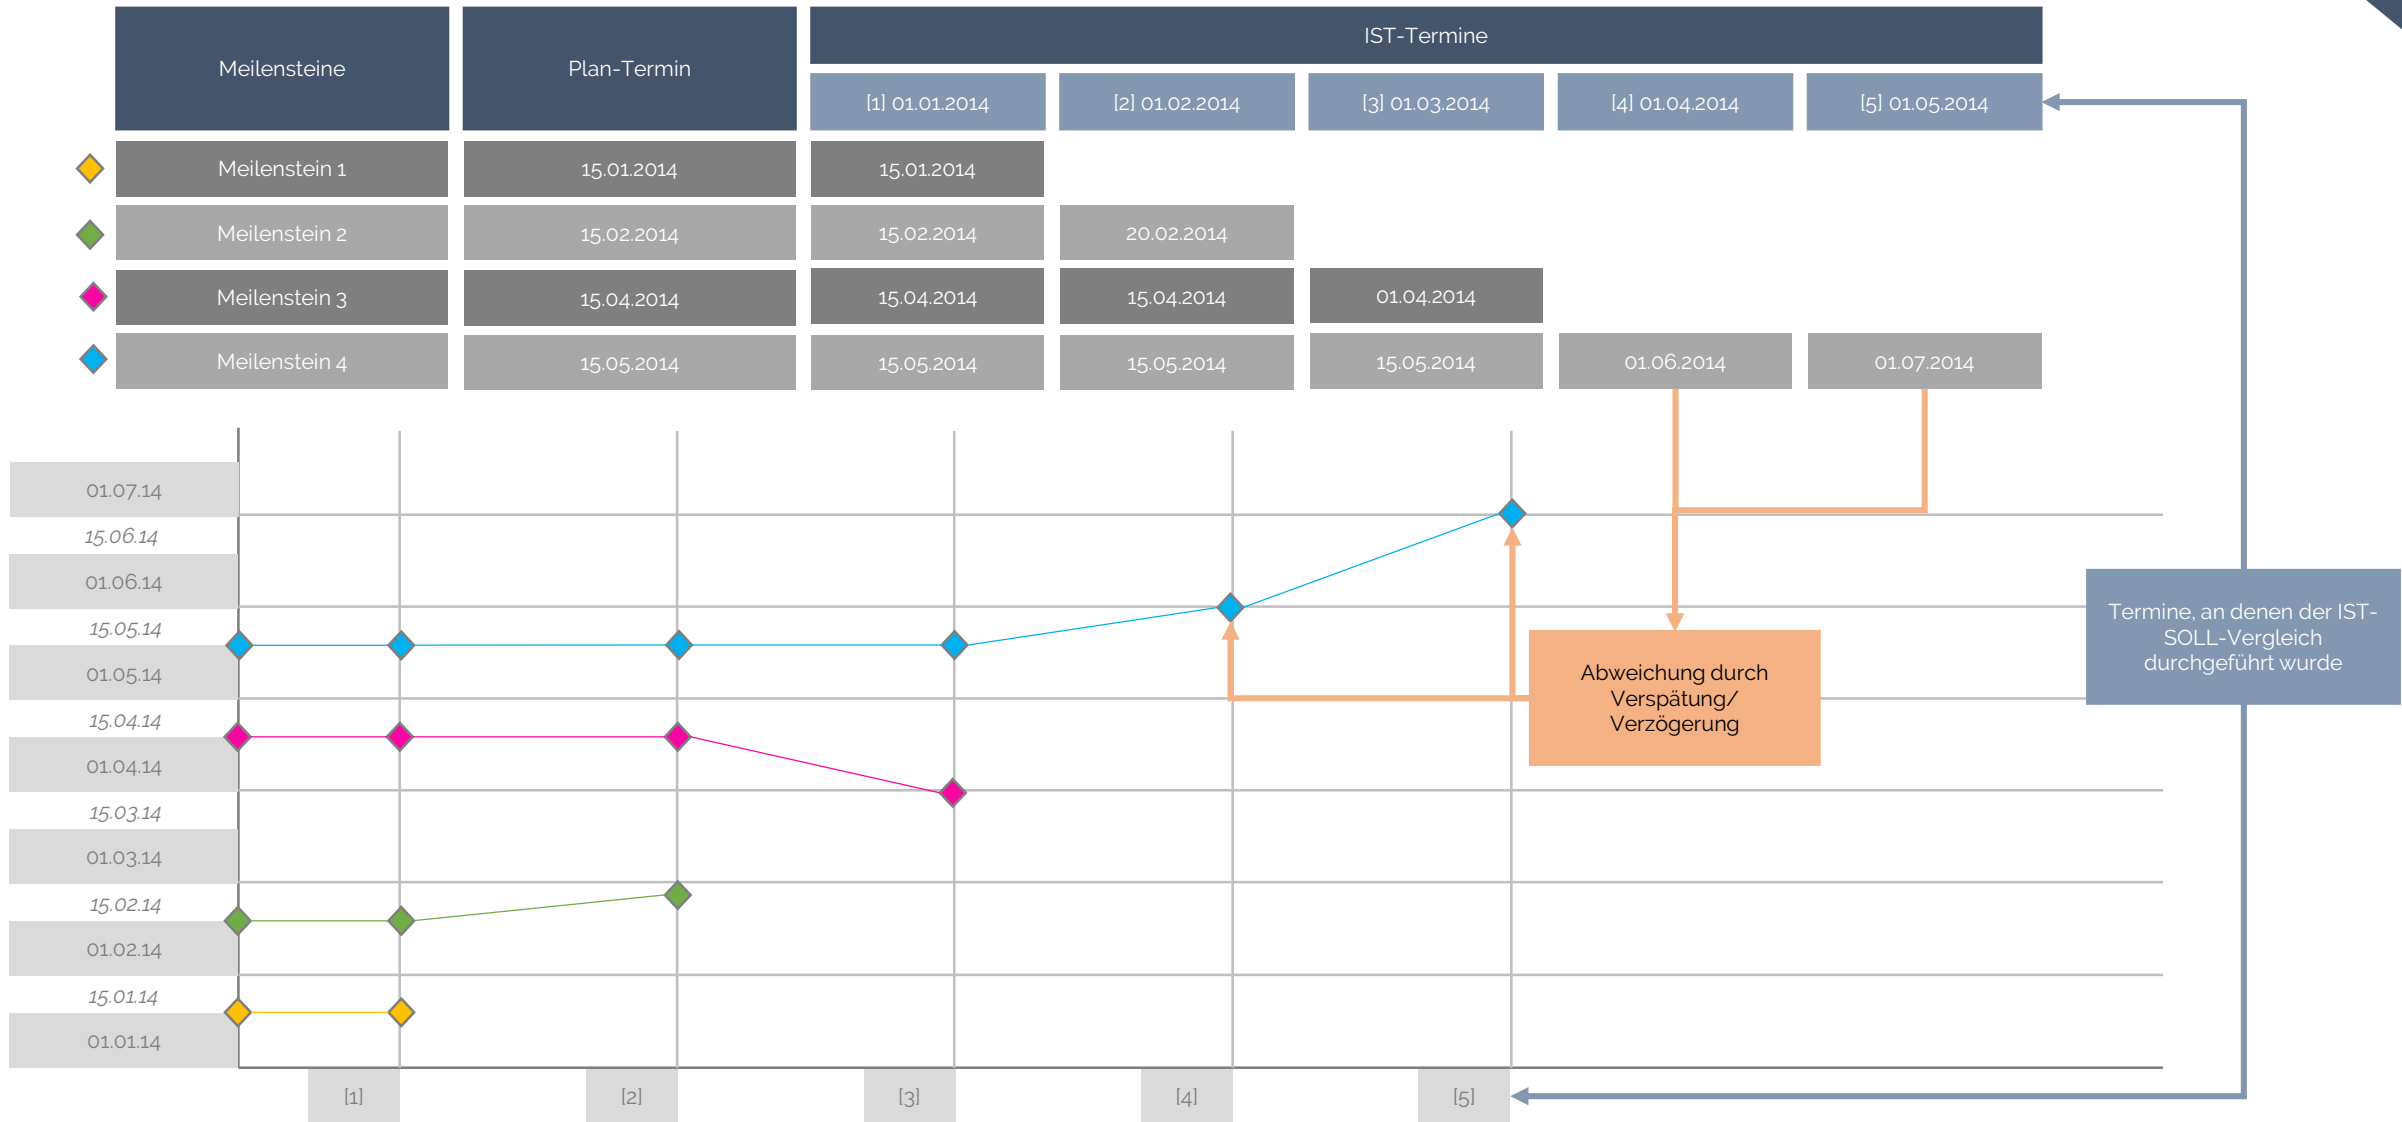 Meilensteine
Plan-Termin
IST-Termine
[1] 01.01.2014
[2] 01.02.2014
[3] 01.03.2014
[4] 01.04.2014
[5] 01.05.2014
Meilenstein 1
15.01.2014
15.01.2014
Meilenstein 2
15.02.2014
15.02.2014
20.02.2014
Meilenstein 3
15.04.2014
15.04.2014
15.04.2014
01.04.2014
Meilenstein 4
15.05.2014
15.05.2014
15.05.2014
15.05.2014
01.06.2014
01.07.2014
01.07.14
15.06.14
01.06.14
15.05.14
01.05.14
15.04.14
01.04.14
15.03.14
01.03.14
15.02.14
01.02.14
15.01.14
01.01.14
Abweichung durch
Verspätung/
Verzögerung
Termine, an denen der IST-
SOLL-Vergleich
durchgeführt wurde
[1]
[2]
[3]
[4]
[5]